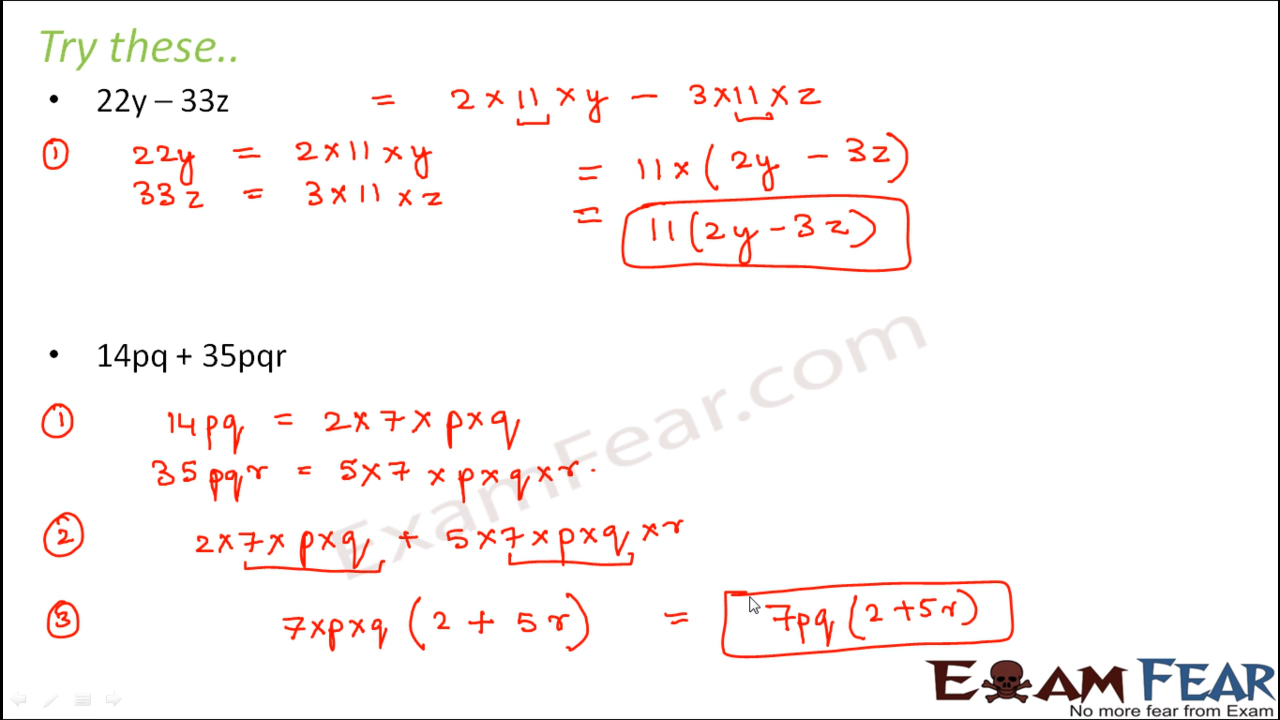 Try these..
• 22y – 33z = 2 × 11 × y – 3 × 11 × z
① 22y = 2 × 11 × y
33z = 3 × 11 × z
= 11 × (2y – 3z)
= 11(2y – 3z)
• 14pq + 35pqr
① 14pq = 2 × 7 × p × q
35pqr = 5 × 7 × p × q × r.
② 2 × 7 × p × q + 5 × 7 × p × q × r
③ 7 × p × q (2 + 5r) = 7pq (2 + 5r)
ExamFear.com
EXAM FEAR
No more fear from Exam